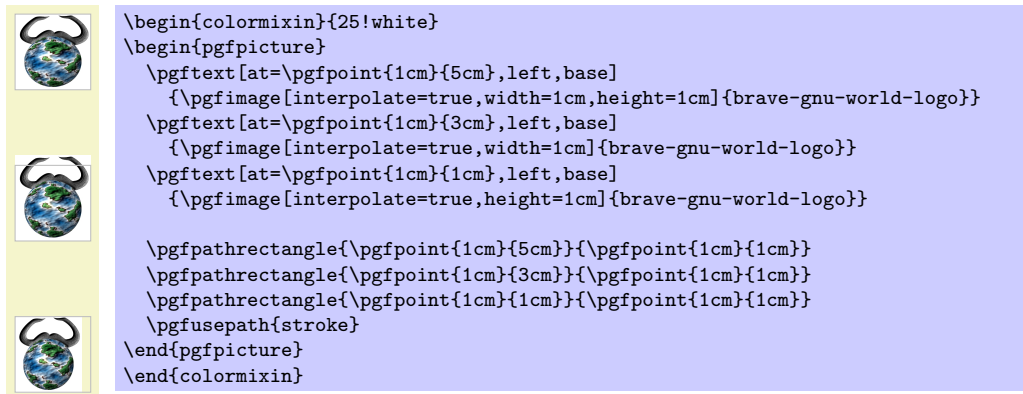 \begin{colormixin}{25!white}
\begin{pgfpicture}
  \pgftext[at=\pgfpoint{1cm}{5cm},left,base]
    {\pgfimage[interpolate=true,width=1cm,height=1cm]{brave-gnu-world-logo}}
  \pgftext[at=\pgfpoint{1cm}{3cm},left,base]
    {\pgfimage[interpolate=true,width=1cm]{brave-gnu-world-logo}}
  \pgftext[at=\pgfpoint{1cm}{1cm},left,base]
    {\pgfimage[interpolate=true,height=1cm]{brave-gnu-world-logo}}

  \pgfpathrectangle{\pgfpoint{1cm}{5cm}}{\pgfpoint{1cm}{1cm}}
  \pgfpathrectangle{\pgfpoint{1cm}{3cm}}{\pgfpoint{1cm}{1cm}}
  \pgfpathrectangle{\pgfpoint{1cm}{1cm}}{\pgfpoint{1cm}{1cm}}
  \pgfusepath{stroke}
\end{pgfpicture}
\end{colormixin}